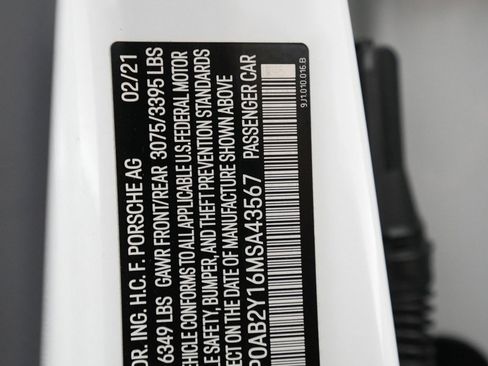 DR. ING. H.C. F. PORSCHE AG 02/21
6349 LBS GAWR FRONT/REAR 3075/3395 LBS
VEHICLE CONFORMS TO ALL APPLICABLE U.S. FEDERAL MOTOR
LE SAFETY, BUMPER, AND THEFT PREVENTION STANDARDS
FECT ON THE DATE OF MANUFACTURE SHOWN ABOVE
P0AB2Y16MSA43567 PASSENGER CAR
9J1.010.016 B